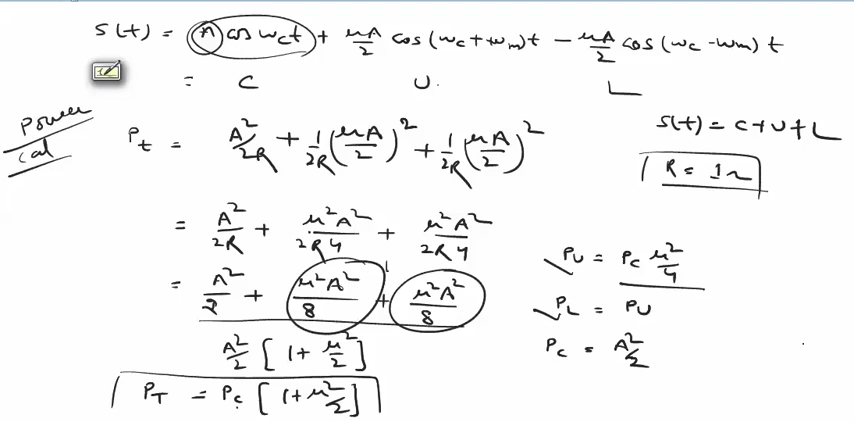 s(t) = A cos ωct + μA/2 cos(ωc+ωm)t − μA/2 cos(ωc-ωm)t
= C U. L
Power cal
Pt = A²/2R + 1/2R (μA/2)² + 1/2R (μA/2)²
s(t) = C+U+L
R = 1Ω
= A²/2R + μ²A²/2R4 + μ²A²/2R4
= A²/2 + μ²A²/8 + μ²A²/8
PU = Pc μ²/4
PL = PU
Pc = A²/2
A²/2 [1+ μ²/2]
PT = Pc [1+μ²/2]